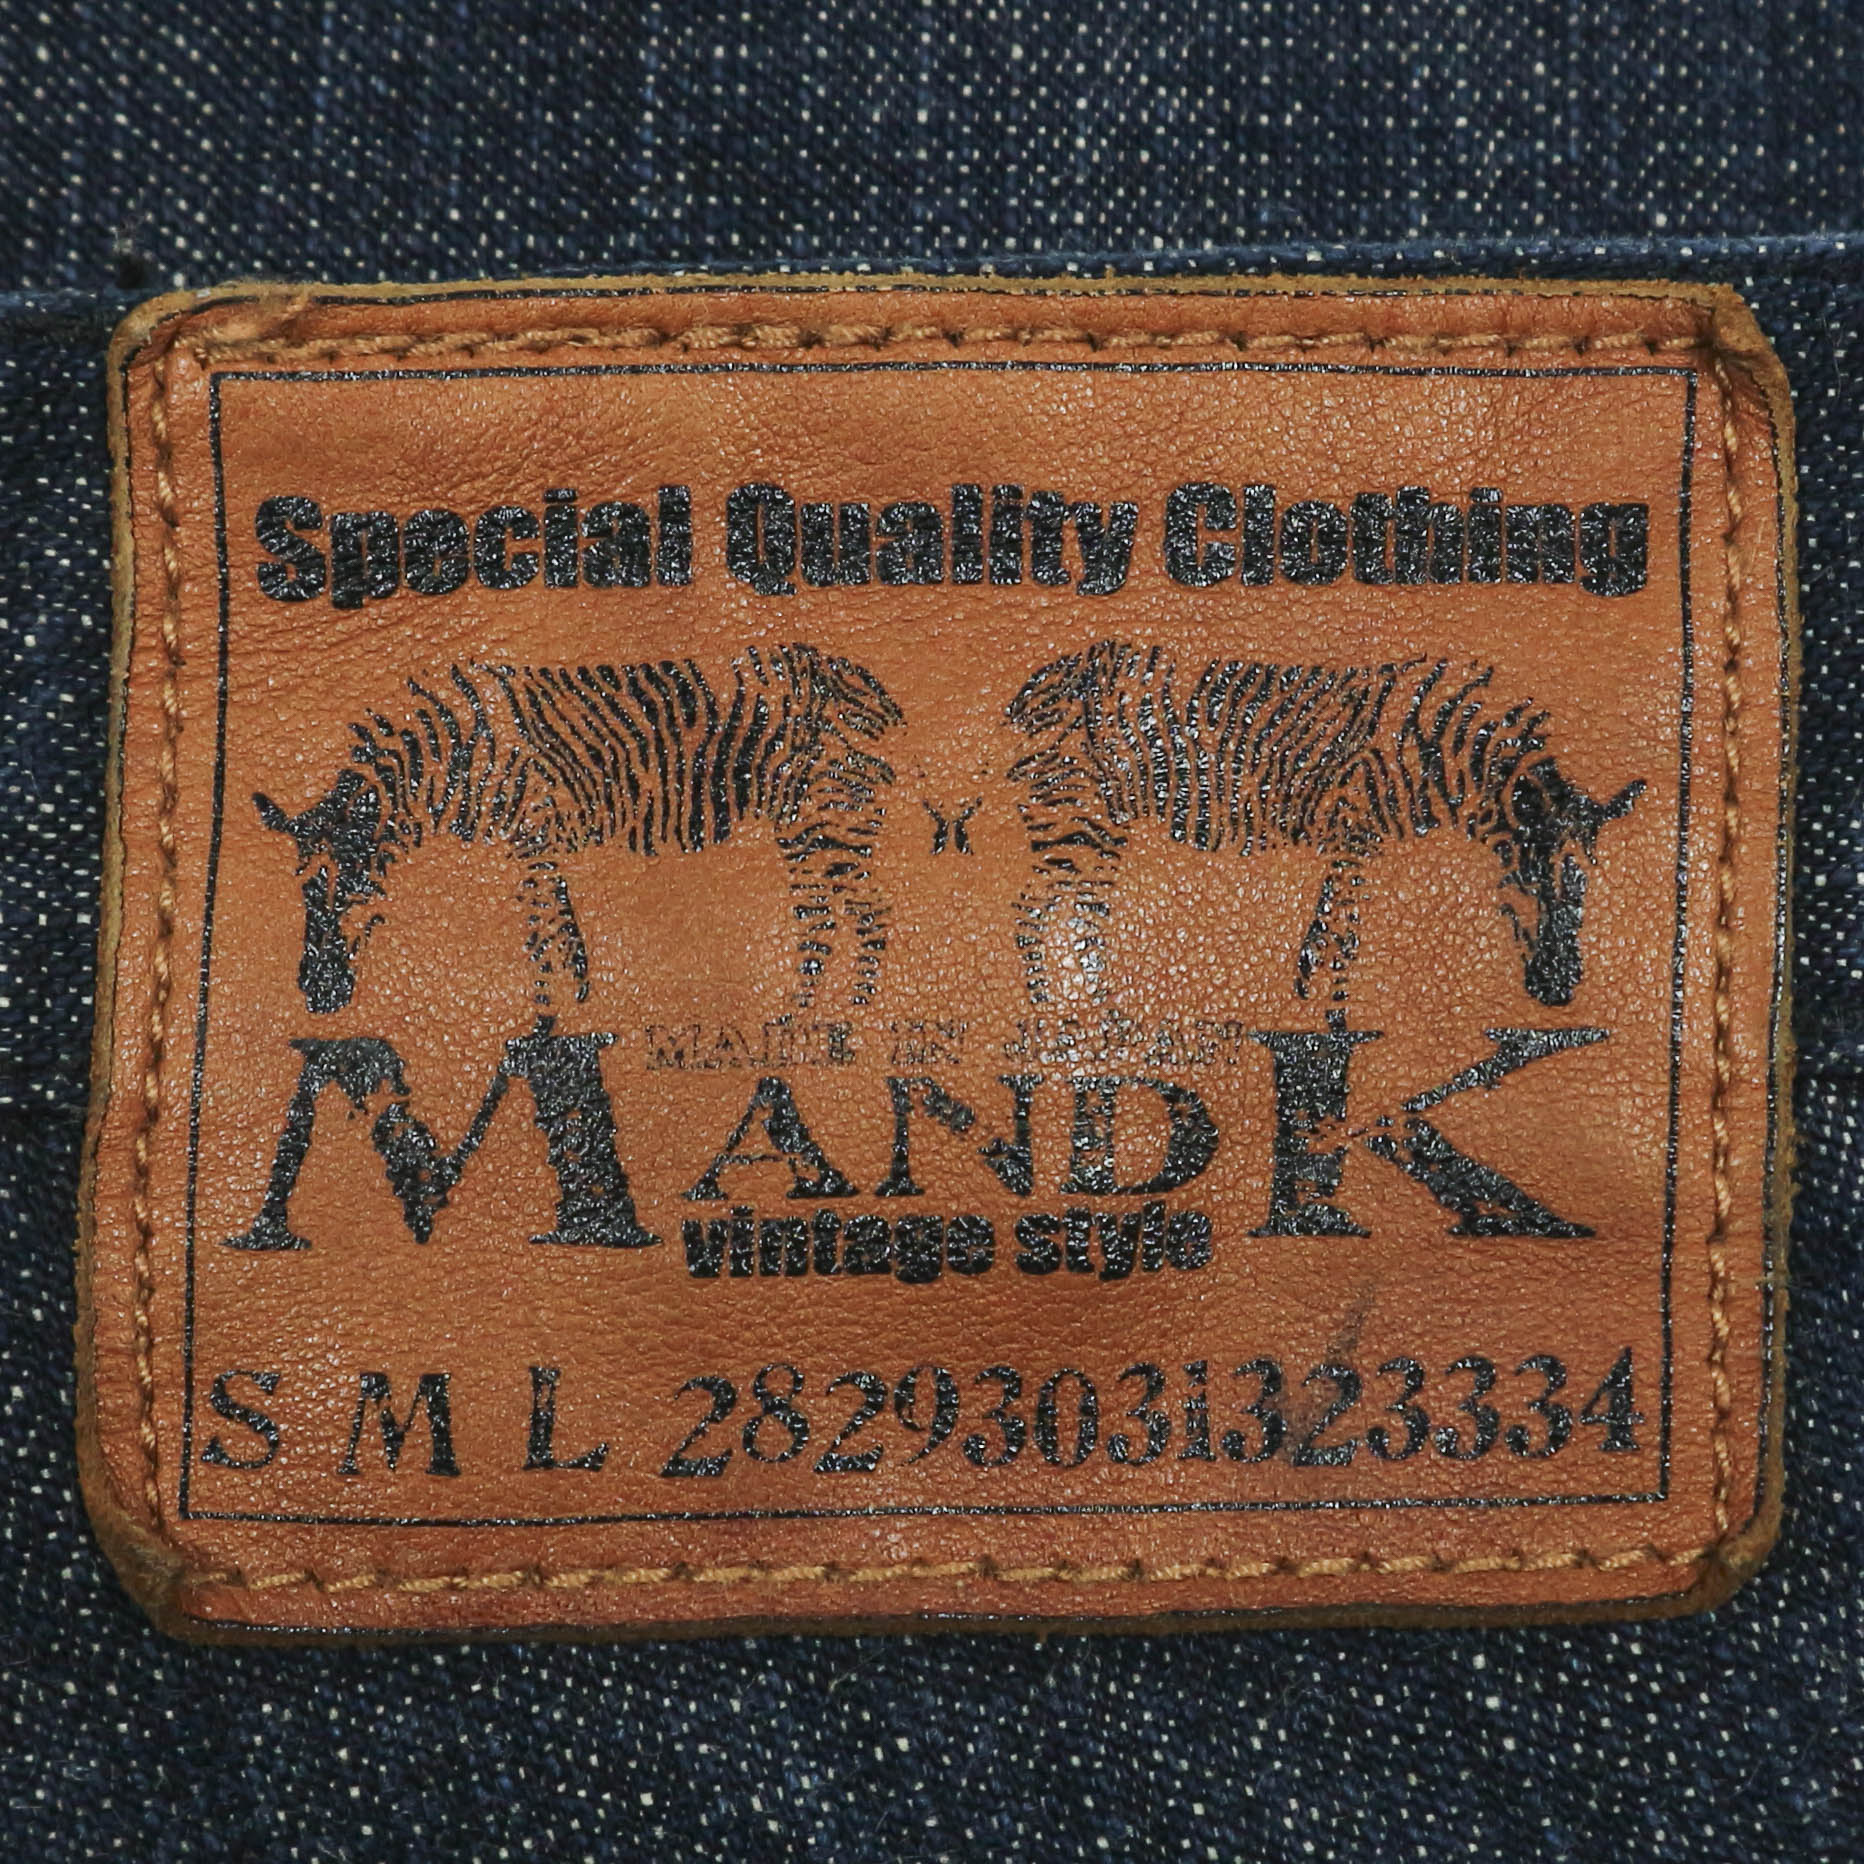 Special Quality Clothing
MADE IN JAPAN
MANDK
vintage style
S M L 28293031323334